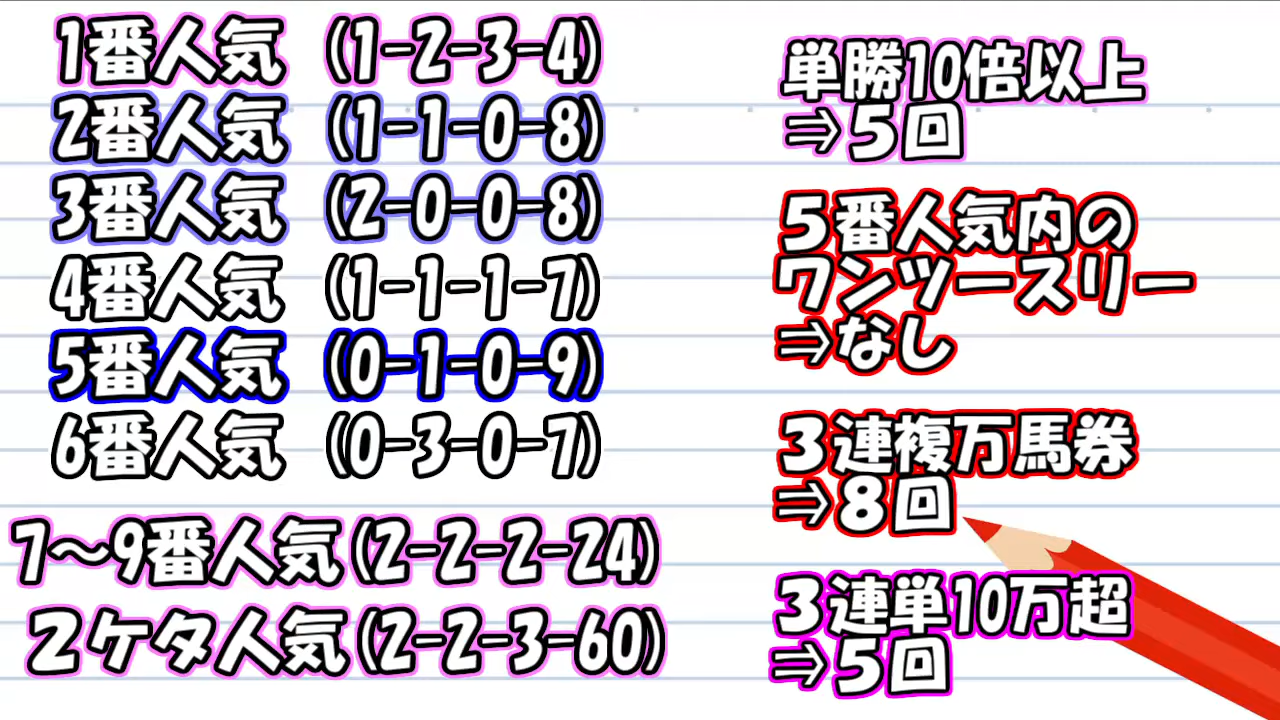 1番人気 (1-2-3-4)
2番人気 (1-1-0-8)
3番人気 (2-0-0-8)
4番人気 (1-1-1-7)
5番人気 (0-1-0-9)
6番人気 (0-3-0-7)
7～9番人気(2-2-2-24)
2ケタ人気(2-2-3-60)
単勝10倍以上
⇒5回
5番人気内の
ワンツースリー
⇒なし
3連複万馬券
⇒8回
3連単10万超
⇒5回